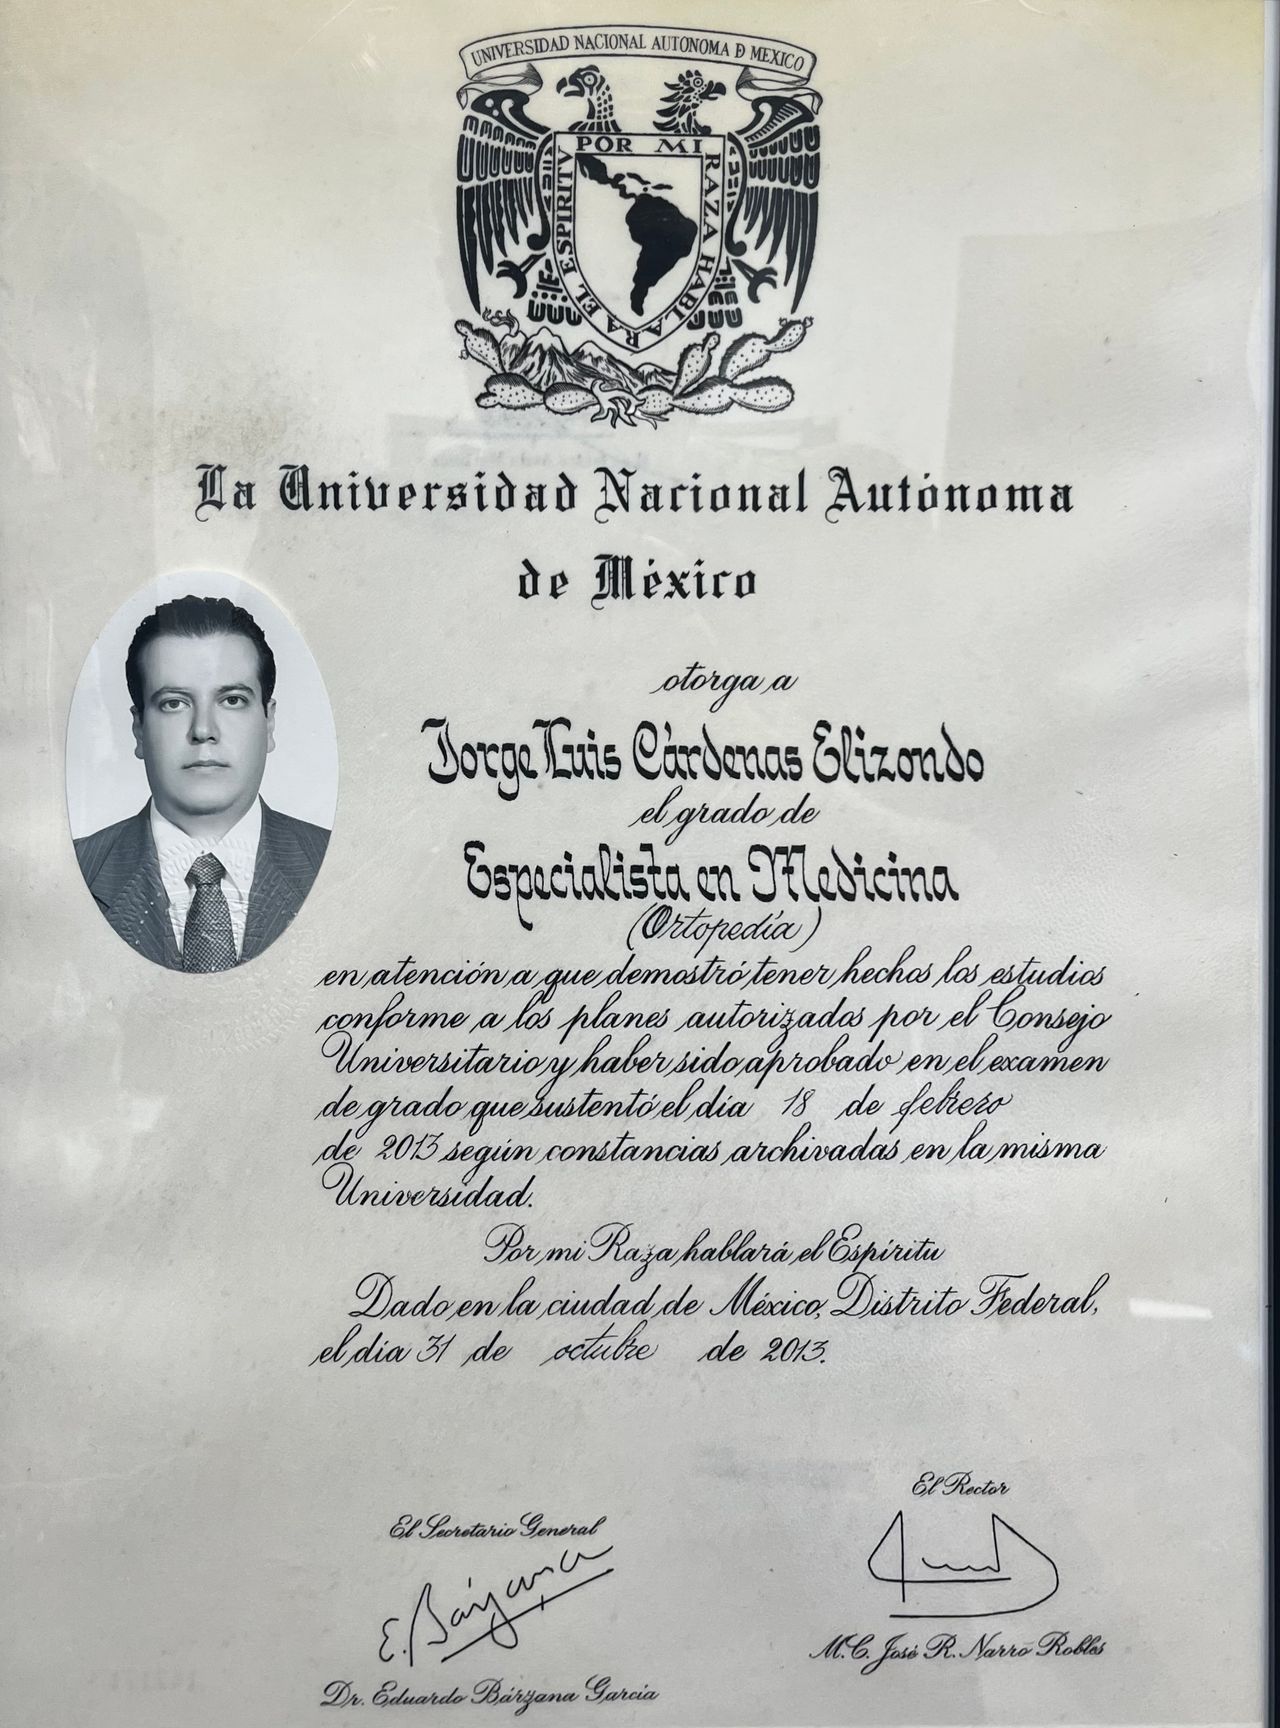 UNIVERSIDAD NACIONAL AUTONOMA D MEXICO
POR MI RAZA HABLARA EL ESPIRITV
La Universidad Nacional Autónoma
de México
otorga a
Jorge Luis Cárdenas Elizondo
el grado de
Especialista en Medicina
(Ortopedía)
en atención a que demostró tener hechos los estudios
conforme a los planes autorizados por el Consejo
Universitario y haber sido aprobado en el examen
de grado que sustentó el día 18 de febrero
de 2013 según constancias archivadas en la misma
Universidad.
Por mi Raza hablará el Espíritu
Dado en la ciudad de México, Distrito Federal,
el día 31 de octubre de 2013.
El Rector
El Secretario General
E. Bárzana
M.C. José R. Narro Robles
Dr. Eduardo Bárzana García